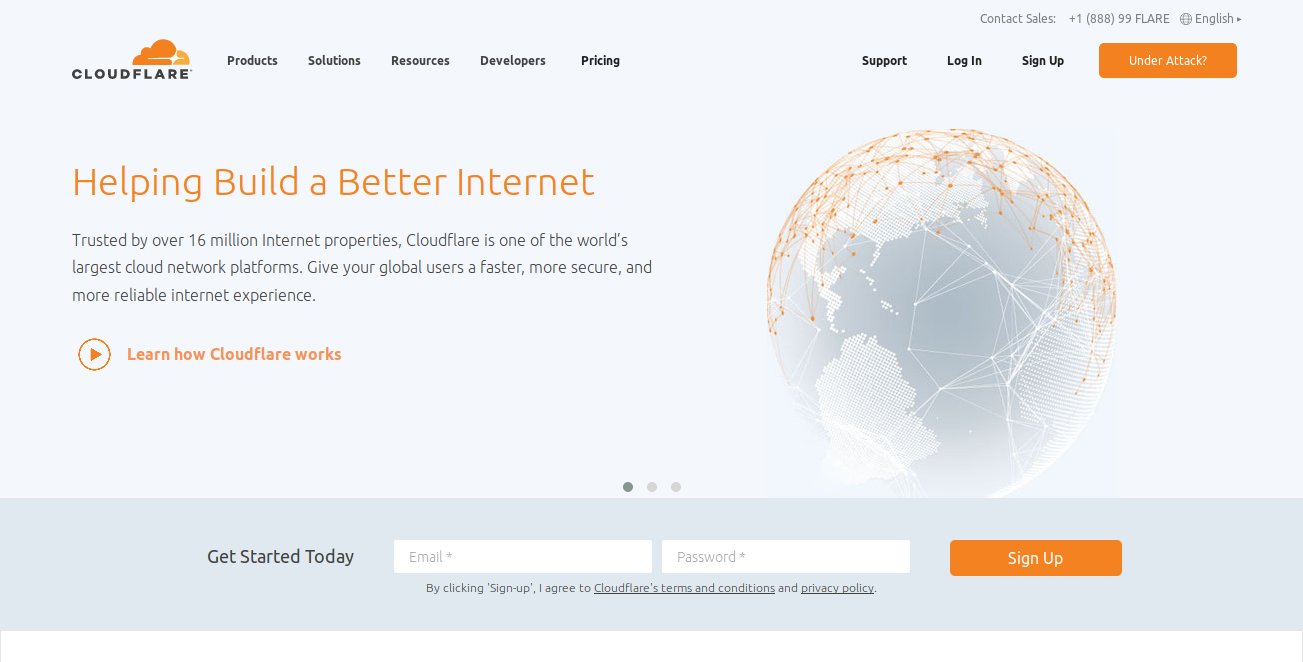 Contact Sales: +1 (888) 99 FLARE English ▸
CLOUDFLARE
Products Solutions Resources Developers Pricing Support Log In Sign Up Under Attack?
Helping Build a Better Internet
Trusted by over 16 million Internet properties, Cloudflare is one of the world’s
largest cloud network platforms. Give your global users a faster, more secure, and
more reliable internet experience.
Learn how Cloudflare works
Get Started Today Email * Password * Sign Up
By clicking 'Sign-up', I agree to Cloudflare's terms and conditions and privacy policy.